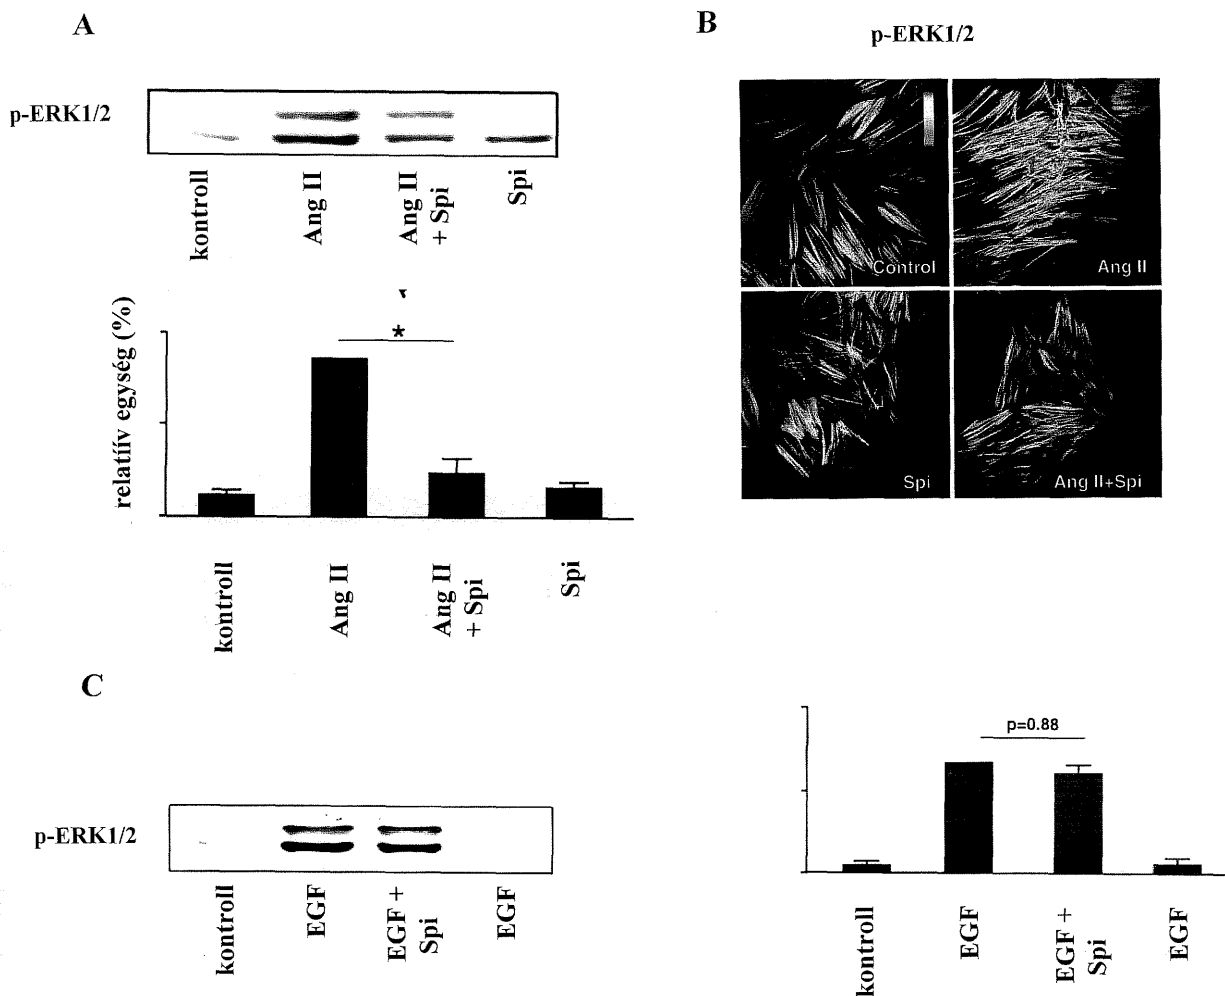 A
p-ERK1/2
kontroll
Ang II
Ang II
+ Spi
Spi
relatíív egység (%)
*
kontroll
Ang II
Ang II
+ Spi
Spi
B
p-ERK1/2
Control
Ang II
Spi
Ang II+Spi
C
p-ERK1/2
kontroll
EGF
EGF +
Spi
EGF
p=0.88
kontroll
EGF
EGF +
Spi
EGF